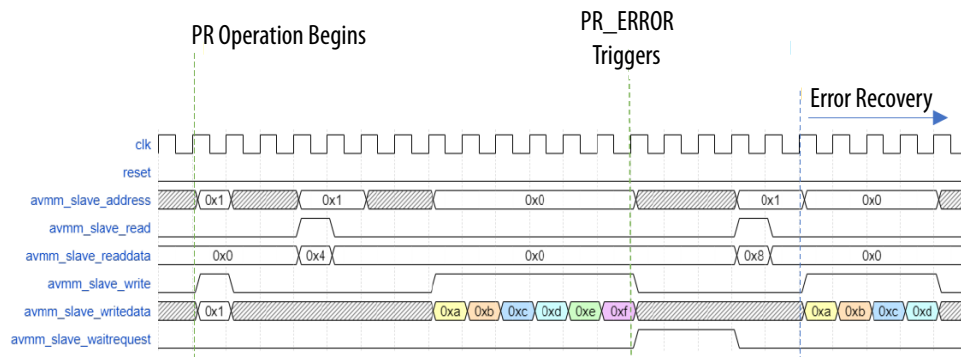 PR Operation Begins
PR_ERROR
Triggers
Error Recovery
clk
reset
avmm_slave_address 0x1 0x1 0x0 0x1 0x0
avmm_slave_read
avmm_slave_readdata 0x0 0x4 0x0 0x8 0x0
avmm_slave_write
avmm_slave_writedata 0x1 0xa 0xb 0xc 0xd 0xe 0xf 0xa 0xb 0xc 0xd
avmm_slave_waitrequest